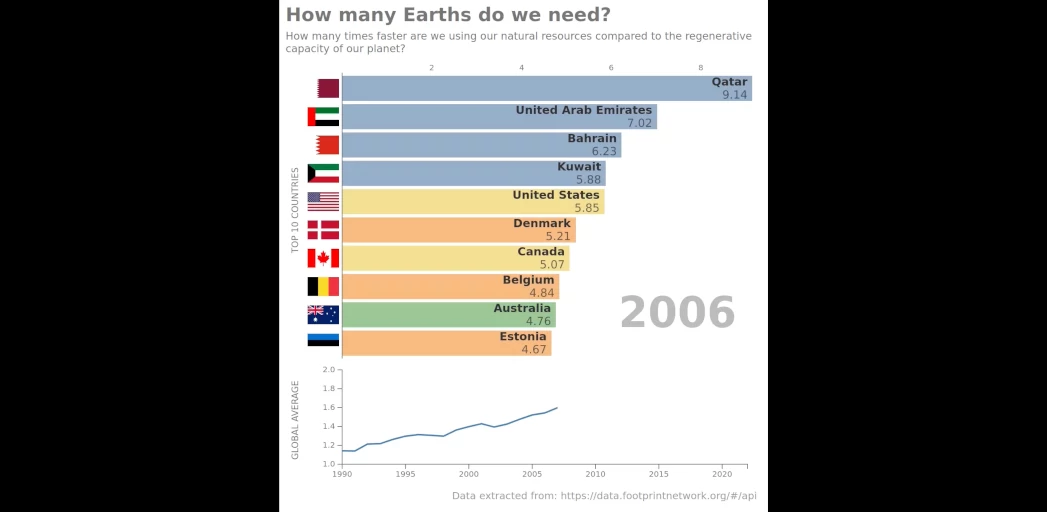 How many Earths do we need?
How many times faster are we using our natural resources compared to the regenerative
capacity of our planet?
2 4 6 8
TOP 10 COUNTRIES
Qatar
9.14
United Arab Emirates
7.02
Bahrain
6.23
Kuwait
5.88
United States
5.85
Denmark
5.21
Canada
5.07
Belgium
4.84
Australia
4.76
Estonia
4.67
2006
GLOBAL AVERAGE
2.0
1.8
1.6
1.4
1.2
1.0
1990 1995 2000 2005 2010 2015 2020
Data extracted from: https://data.footprintnetwork.org/#/api